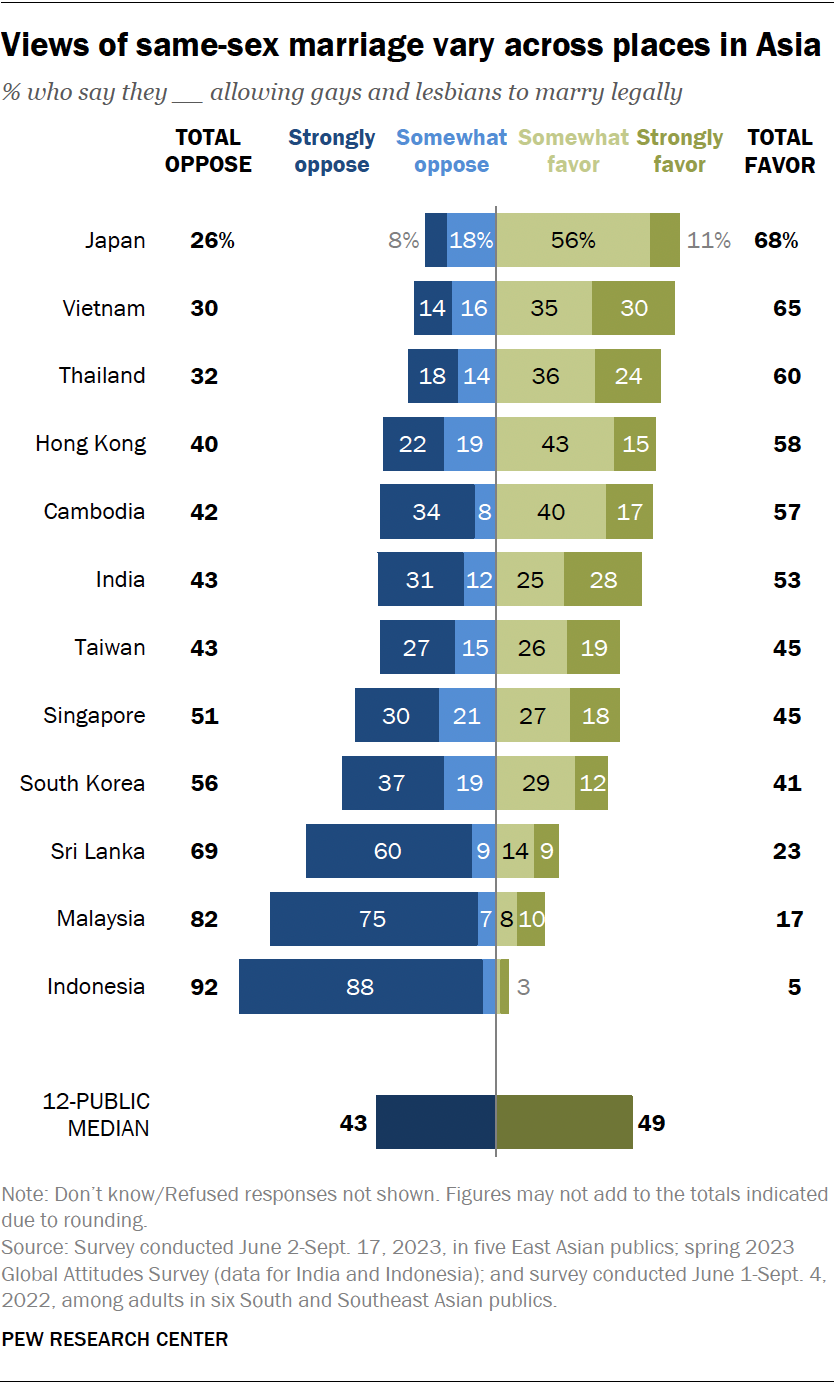 Views of same-sex marriage vary across places in Asia
% who say they __ allowing gays and lesbians to marry legally
TOTAL OPPOSE Strongly oppose Somewhat oppose Somewhat favor Strongly favor TOTAL FAVOR
Japan 26% 8% 18% 56% 11% 68%
Vietnam 30 14 16 35 30 65
Thailand 32 18 14 36 24 60
Hong Kong 40 22 19 43 15 58
Cambodia 42 34 8 40 17 57
India 43 31 12 25 28 53
Taiwan 43 27 15 26 19 45
Singapore 51 30 21 27 18 45
South Korea 56 37 19 29 12 41
Sri Lanka 69 60 9 14 9 23
Malaysia 82 75 7 8 10 17
Indonesia 92 88 3 5
12-PUBLIC MEDIAN 43 49
Note: Don’t know/Refused responses not shown. Figures may not add to the totals indicated
due to rounding.
Source: Survey conducted June 2-Sept. 17, 2023, in five East Asian publics; spring 2023
Global Attitudes Survey (data for India and Indonesia); and survey conducted June 1-Sept. 4,
2022, among adults in six South and Southeast Asian publics.
PEW RESEARCH CENTER